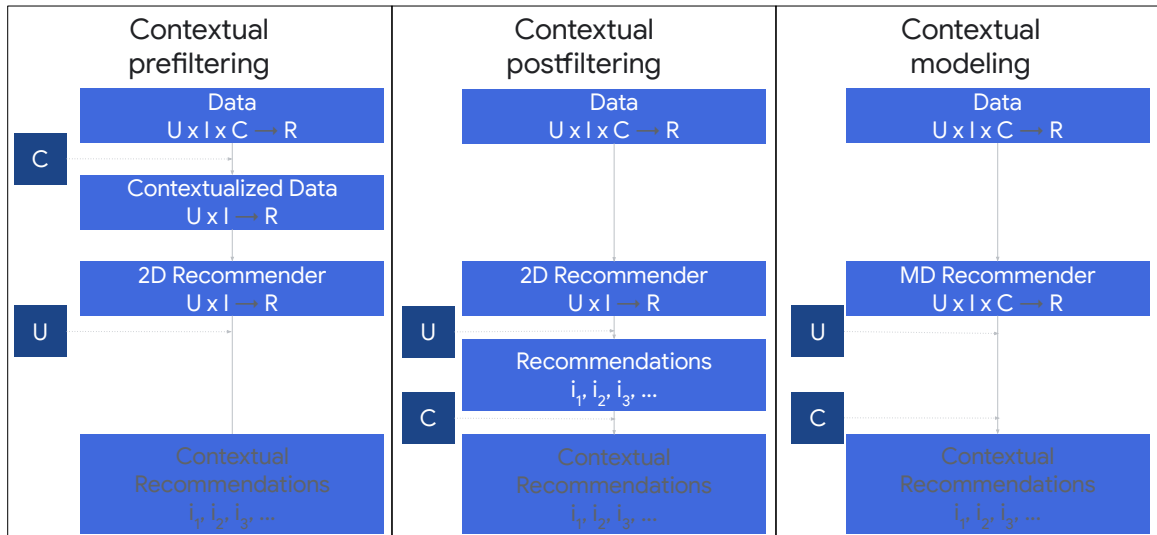 Contextual
prefiltering
Data
U x I x C → R
C
Contextualized Data
U x I → R
2D Recommender
U x I → R
U
Contextual
Recommendations
i₁, i₂, i₃, ...
Contextual
postfiltering
Data
U x I x C → R
2D Recommender
U x I → R
U
Recommendations
i₁, i₂, i₃, ...
C
Contextual
Recommendations
i₁, i₂, i₃, ...
Contextual
modeling
Data
U x I x C → R
MD Recommender
U x I x C → R
U
C
Contextual
Recommendations
i₁, i₂, i₃, ...